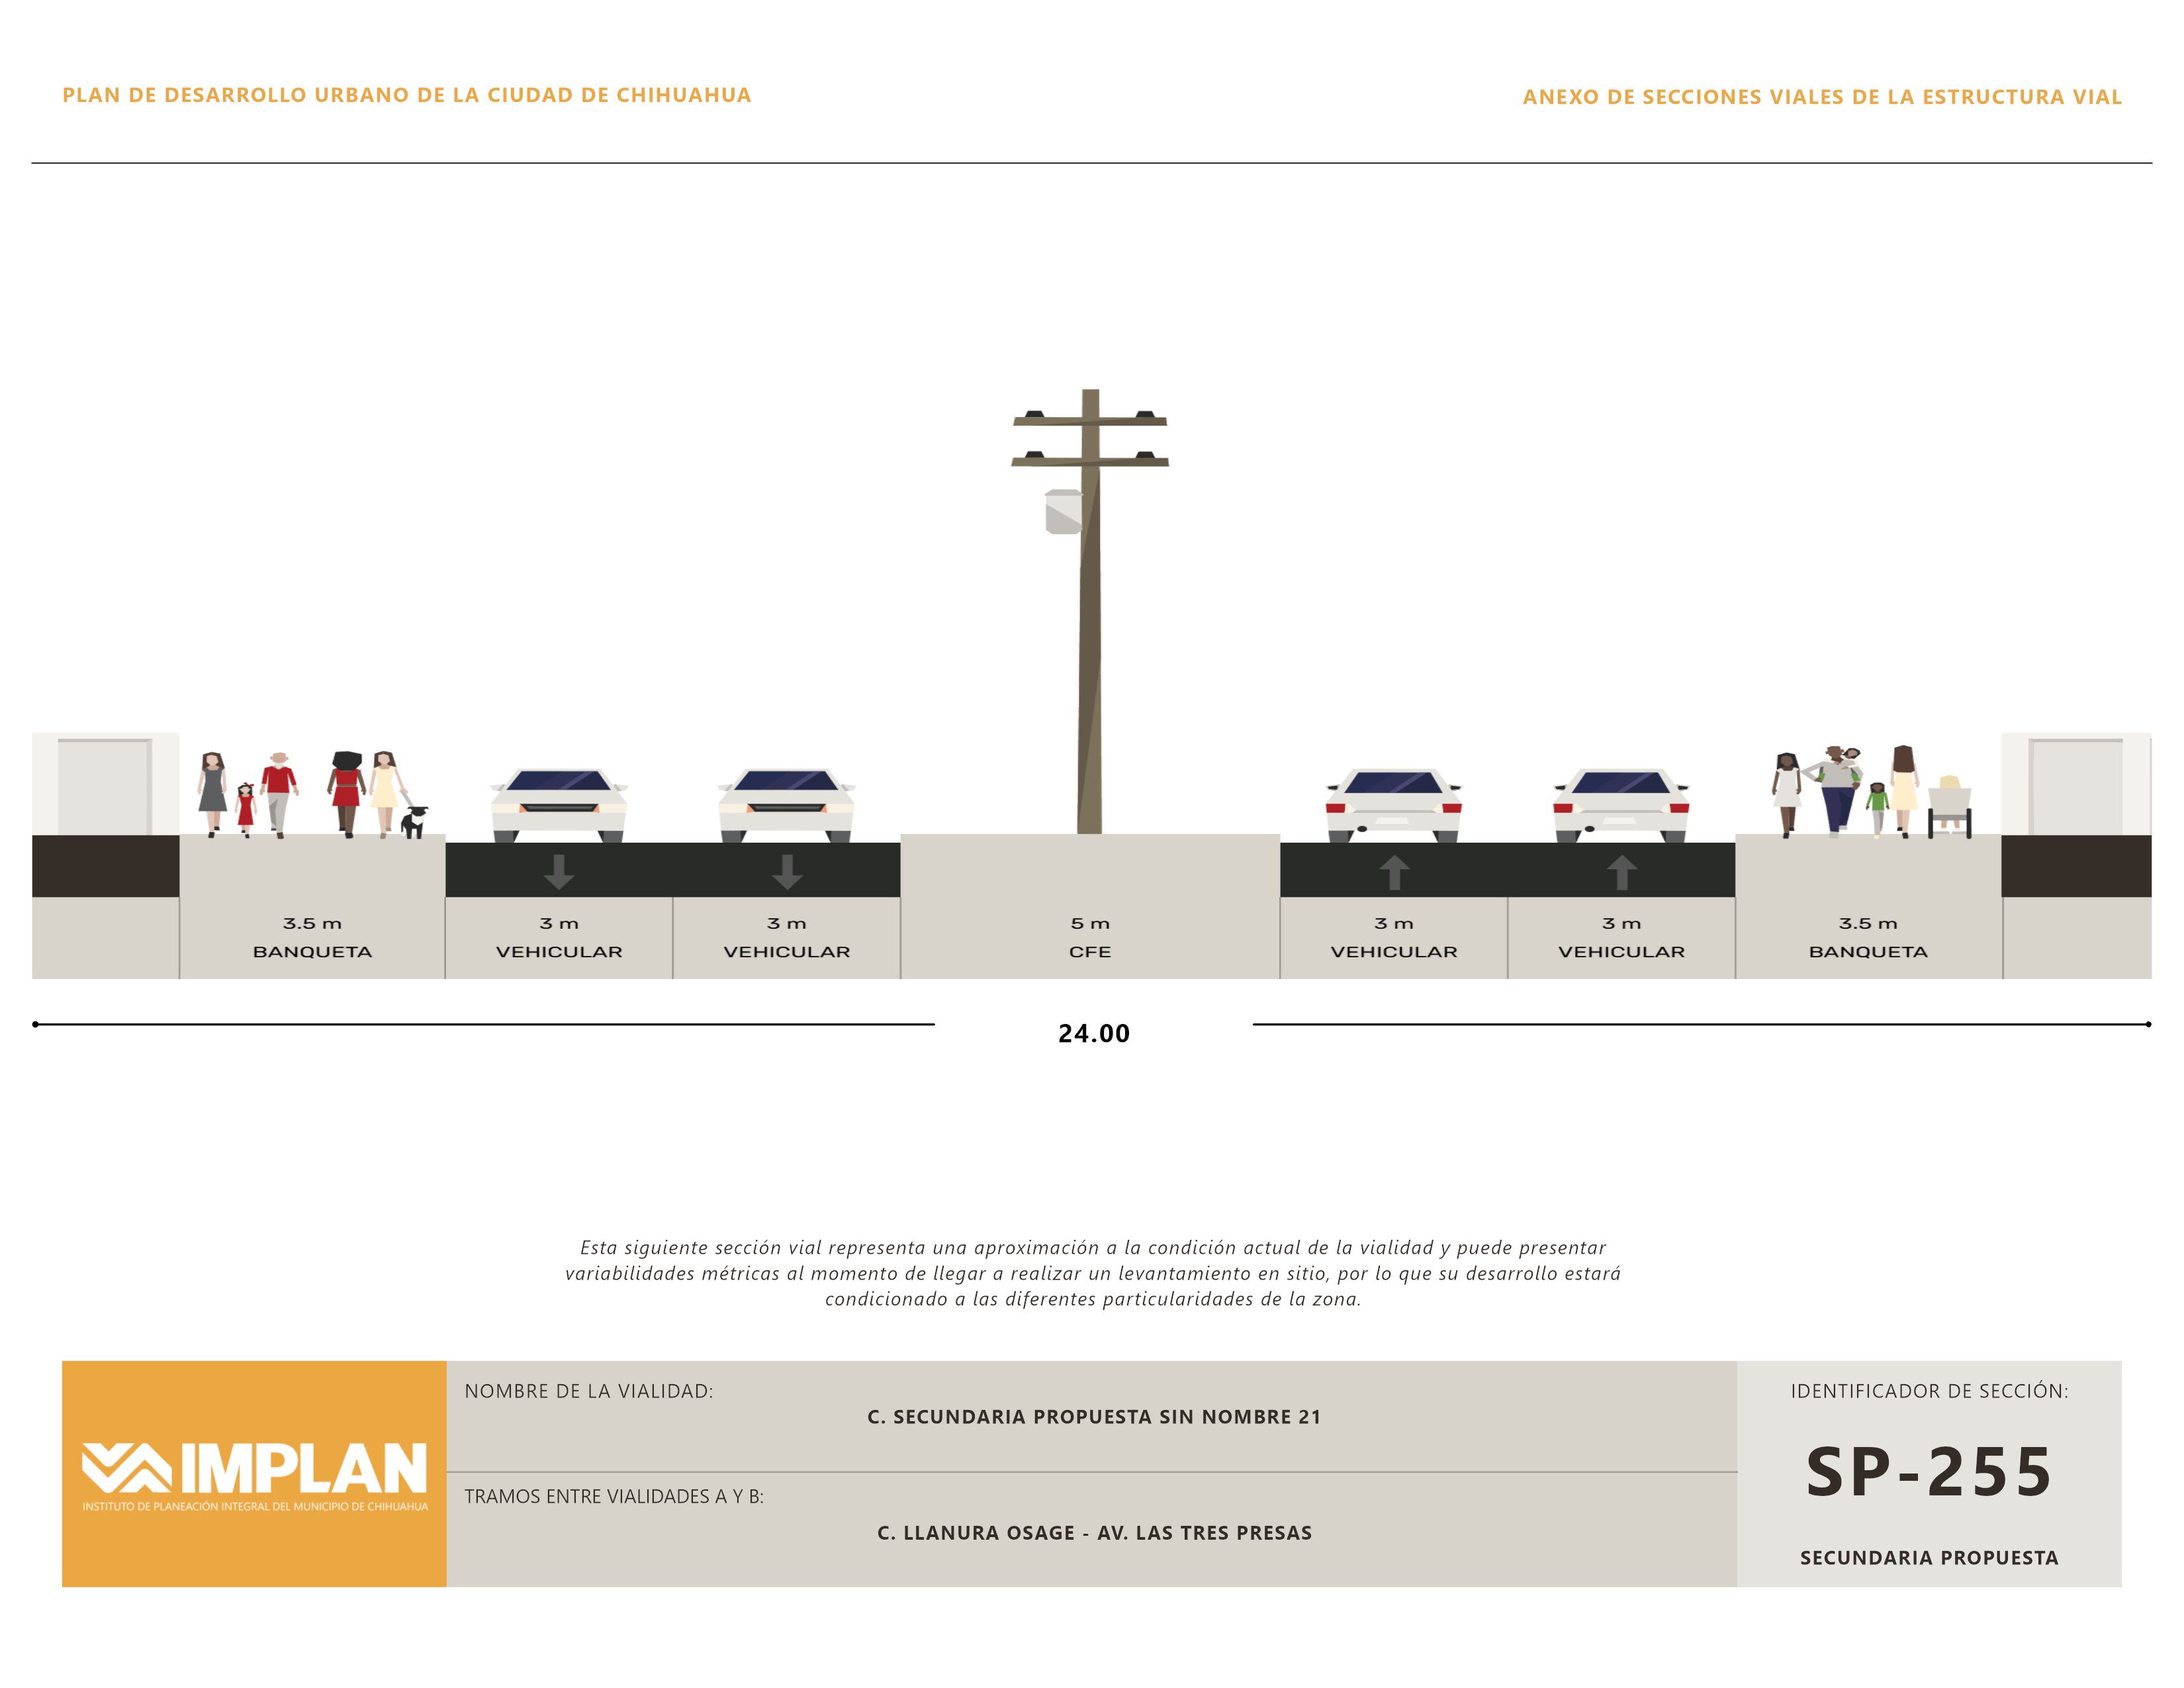 PLAN DE DESARROLLO URBANO DE LA CIUDAD DE CHIHUAHUA
ANEXO DE SECCIONES VIALES DE LA ESTRUCTURA VIAL
3.5 m
BANQUETA
3 m
VEHICULAR
3 m
VEHICULAR
5 m
CFE
3 m
VEHICULAR
3 m
VEHICULAR
3.5 m
BANQUETA
24.00
Esta siguiente sección vial representa una aproximación a la condición actual de la vialidad y puede presentar
variabilidades métricas al momento de llegar a realizar un levantamiento en sitio, por lo que su desarrollo estará
condicionado a las diferentes particularidades de la zona.
IMPLAN
INSTITUTO DE PLANEACIÓN INTEGRAL DEL MUNICIPIO DE CHIHUAHUA
NOMBRE DE LA VIALIDAD:
C. SECUNDARIA PROPUESTA SIN NOMBRE 21
TRAMOS ENTRE VIALIDADES A Y B:
C. LLANURA OSAGE - AV. LAS TRES PRESAS
IDENTIFICADOR DE SECCIÓN:
SP-255
SECUNDARIA PROPUESTA